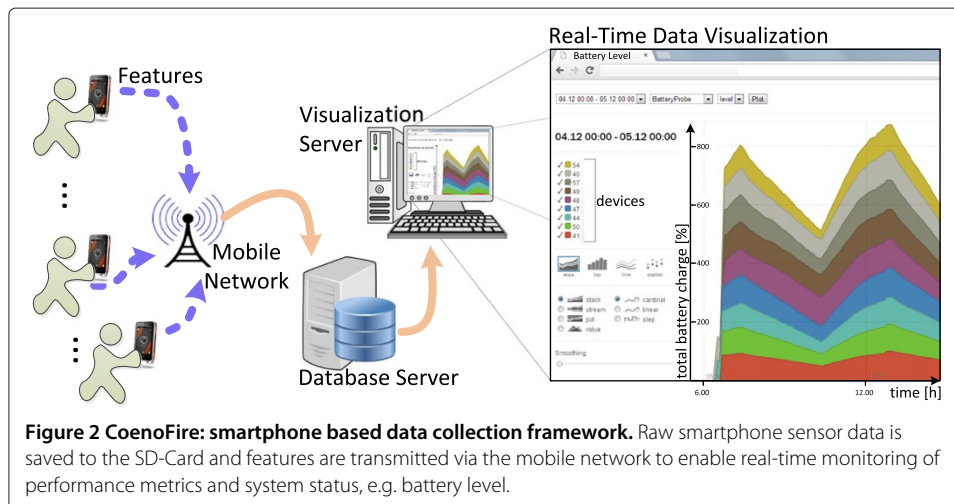 Features
Mobile
Network
Database Server
Visualization
Server
Real-Time Data Visualization
Battery Level
04.12 00:00 - 05.12 00:00 BatteryProbe level Plot
04.12 00:00 - 05.12 00:00
54
40
57
49
48
47
44
50
41
devices
area bar line scatter
stack cardinal
stream linear
pct step
value
Smoothing
total battery charge [%]
800
600
400
200
6.00
12.00
time [h]
Figure 2 CoenoFire: smartphone based data collection framework. Raw smartphone sensor data is
saved to the SD-Card and features are transmitted via the mobile network to enable real-time monitoring of
performance metrics and system status, e.g. battery level.